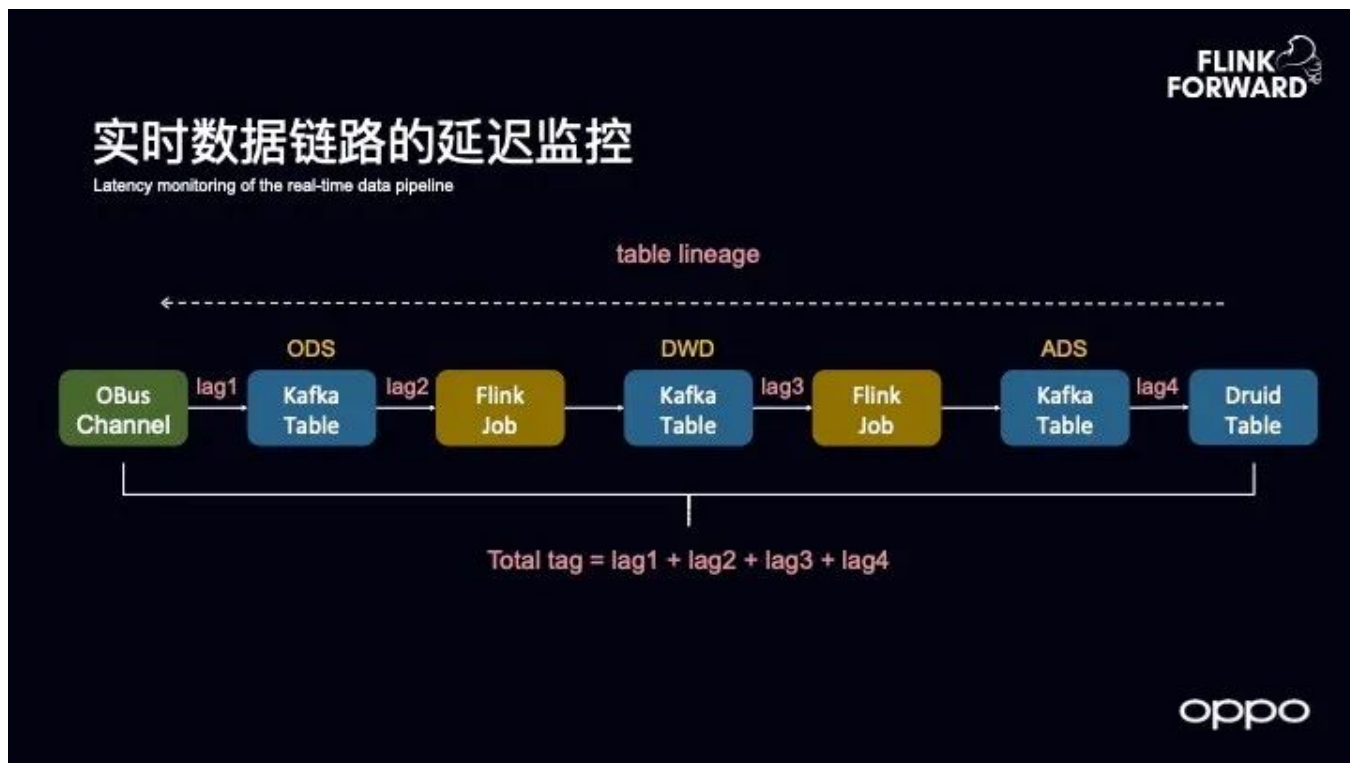 FLINK
FORWARD
实时数据链路的延迟监控
Latency monitoring of the real-time data pipeline
table lineage
ODS
DWD
ADS
OBus
Channel
lag1
Kafka
Table
lag2
Flink
Job
Kafka
Table
lag3
Flink
Job
Kafka
Table
lag4
Druid
Table
Total tag = lag1 + lag2 + lag3 + lag4
oppo